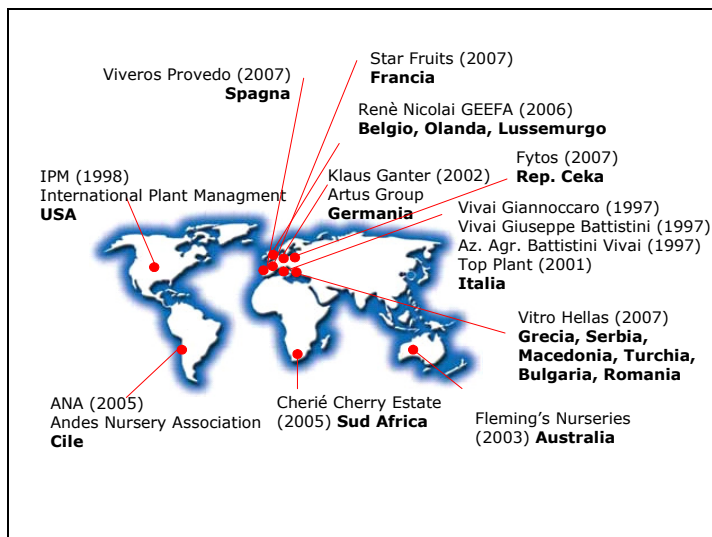 Star Fruits (2007)
Francia
Viveros Provedo (2007)
Spagna
Renè Nicolai GEEFA (2006)
Belgio, Olanda, Lussemurgo
Fytos (2007)
Rep. Ceka
IPM (1998)
International Plant Managment
USA
Klaus Ganter (2002)
Artus Group
Germania
Vivai Giannoccaro (1997)
Vivai Giuseppe Battistini (1997)
Az. Agr. Battistini Vivai (1997)
Top Plant (2001)
Italia
Vitro Hellas (2007)
Grecia, Serbia,
Macedonia, Turchia,
Bulgaria, Romania
ANA (2005)
Andes Nursery Association
Cile
Cherié Cherry Estate
(2005) Sud Africa
Fleming's Nurseries
(2003) Australia